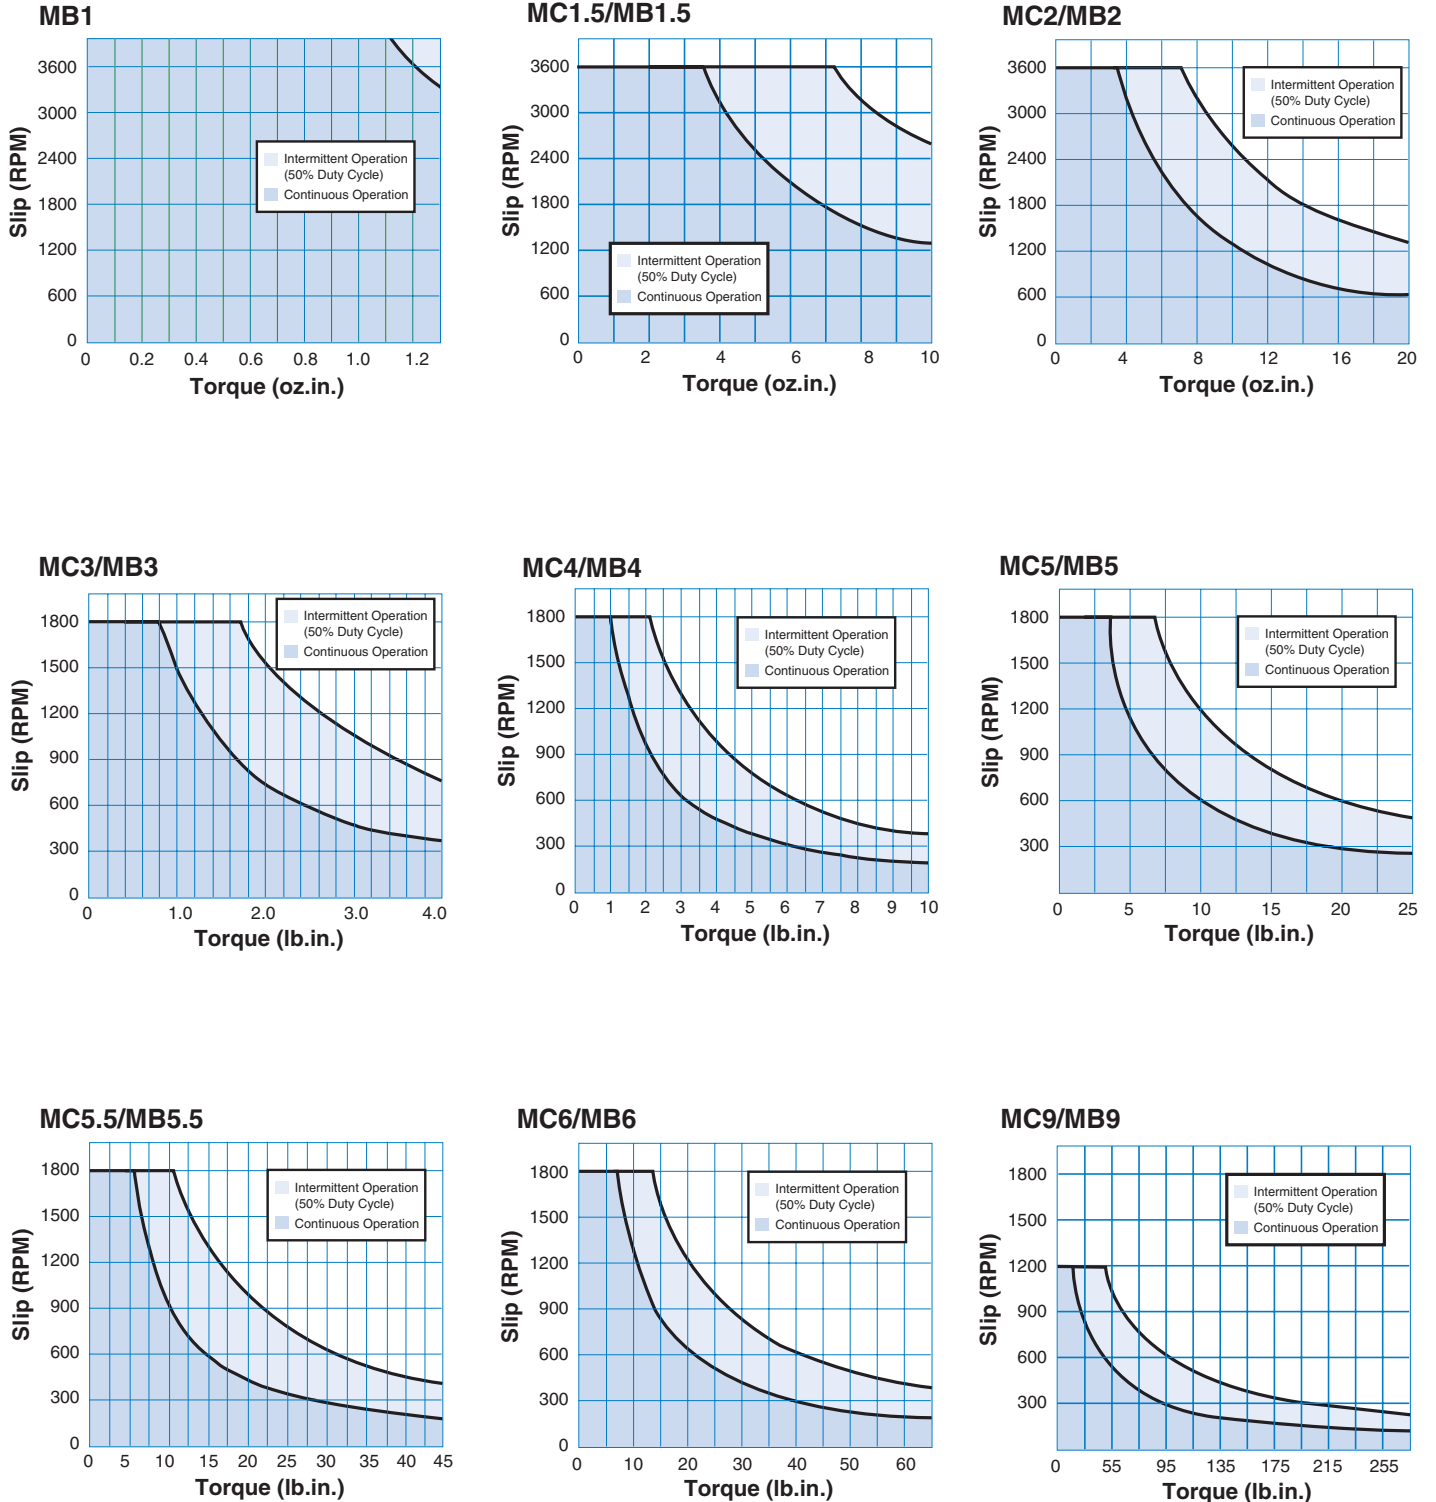 MB1
3600
3000
2400
1800
1200
600
0
Slip (RPM)
Intermittent Operation
(50% Duty Cycle)
Continuous Operation
0 0.2 0.4 0.6 0.8 1.0 1.2
Torque (oz.in.)
MC1.5/MB1.5
3600
3000
2400
1800
1200
600
0
Slip (RPM)
Intermittent Operation
(50% Duty Cycle)
Continuous Operation
0 2 4 6 8 10
Torque (oz.in.)
MC2/MB2
3600
3000
2400
1800
1200
600
0
Slip (RPM)
Intermittent Operation
(50% Duty Cycle)
Continuous Operation
0 4 8 12 16 20
Torque (oz.in.)
MC3/MB3
1800
1500
1200
900
600
300
0
Slip (RPM)
Intermittent Operation
(50% Duty Cycle)
Continuous Operation
0 1.0 2.0 3.0 4.0
Torque (lb.in.)
MC4/MB4
1800
1500
1200
900
600
300
0
Slip (RPM)
Intermittent Operation
(50% Duty Cycle)
Continuous Operation
0 1 2 3 4 5 6 7 8 9 10
Torque (lb.in.)
MC5/MB5
1800
1500
1200
900
600
300
Slip (RPM)
Intermittent Operation
(50% Duty Cycle)
Continuous Operation
0 5 10 15 20 25
Torque (lb.in.)
MC5.5/MB5.5
1800
1500
1200
900
600
300
0
Slip (RPM)
Intermittent Operation
(50% Duty Cycle)
Continuous Operation
0 5 10 15 20 25 30 35 40 45
Torque (lb.in.)
MC6/MB6
1800
1500
1200
900
600
300
0
Slip (RPM)
Intermittent Operation
(50% Duty Cycle)
Continuous Operation
0 10 20 30 40 50 60
Torque (lb.in.)
MC9/MB9
1800
1500
1200
900
600
300
Slip (RPM)
Intermittent Operation
(50% Duty Cycle)
Continuous Operation
0 55 95 135 175 215 255
Torque (lb.in.)